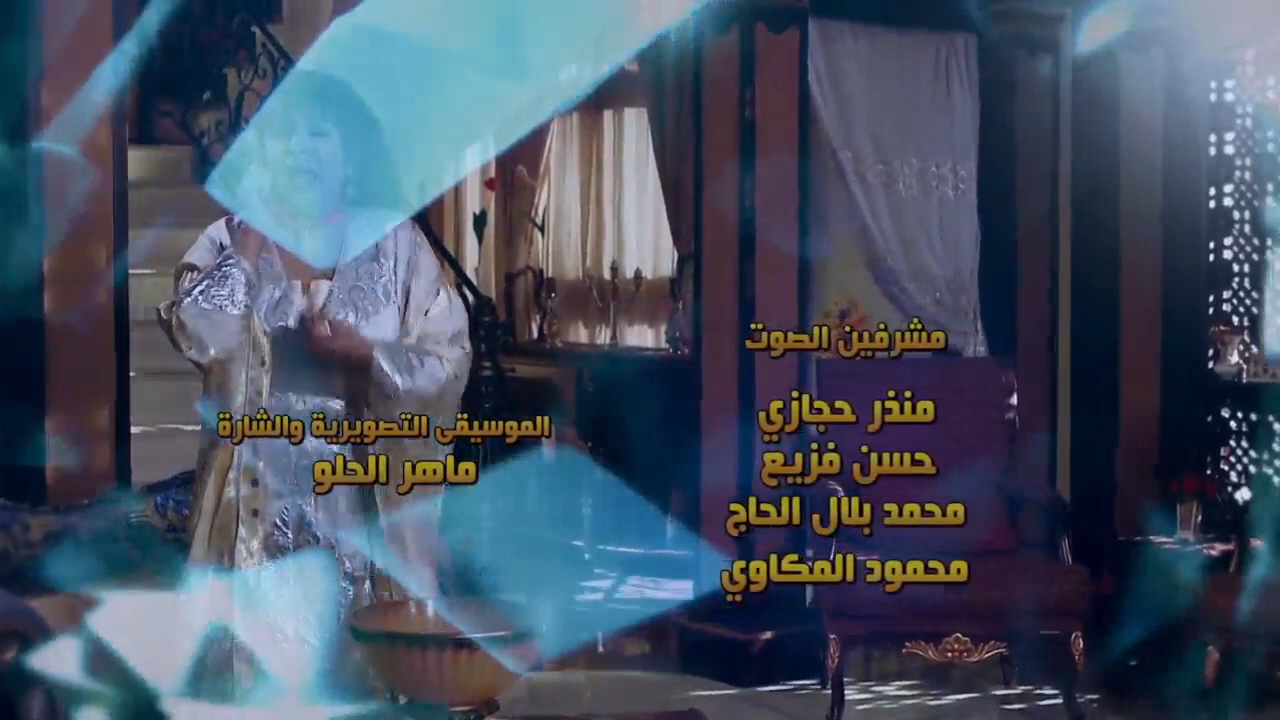 مشرفين الصوت
منذر حجازي
حسن فزيع
محمد بلال الحاج
محمود المكاوي
الموسيقى التصويرية والشارة
ماهر الحلو